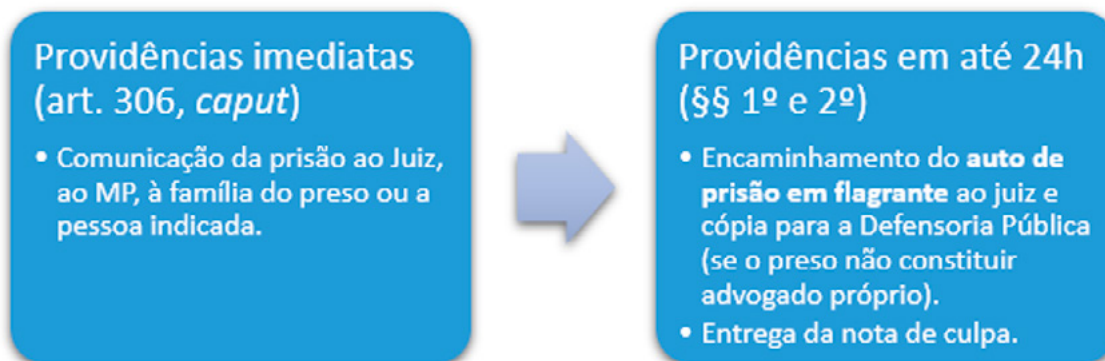 Providências imediatas
(art. 306, caput)
• Comunicação da prisão ao Juiz,
ao MP, à família do preso ou a
pessoa indicada.
Providências em até 24h
(§§ 1º e 2º)
• Encaminhamento do auto de
prisão em flagrante ao juiz e
cópia para a Defensoria Pública
(se o preso não constituir
advogado próprio).
• Entrega da nota de culpa.